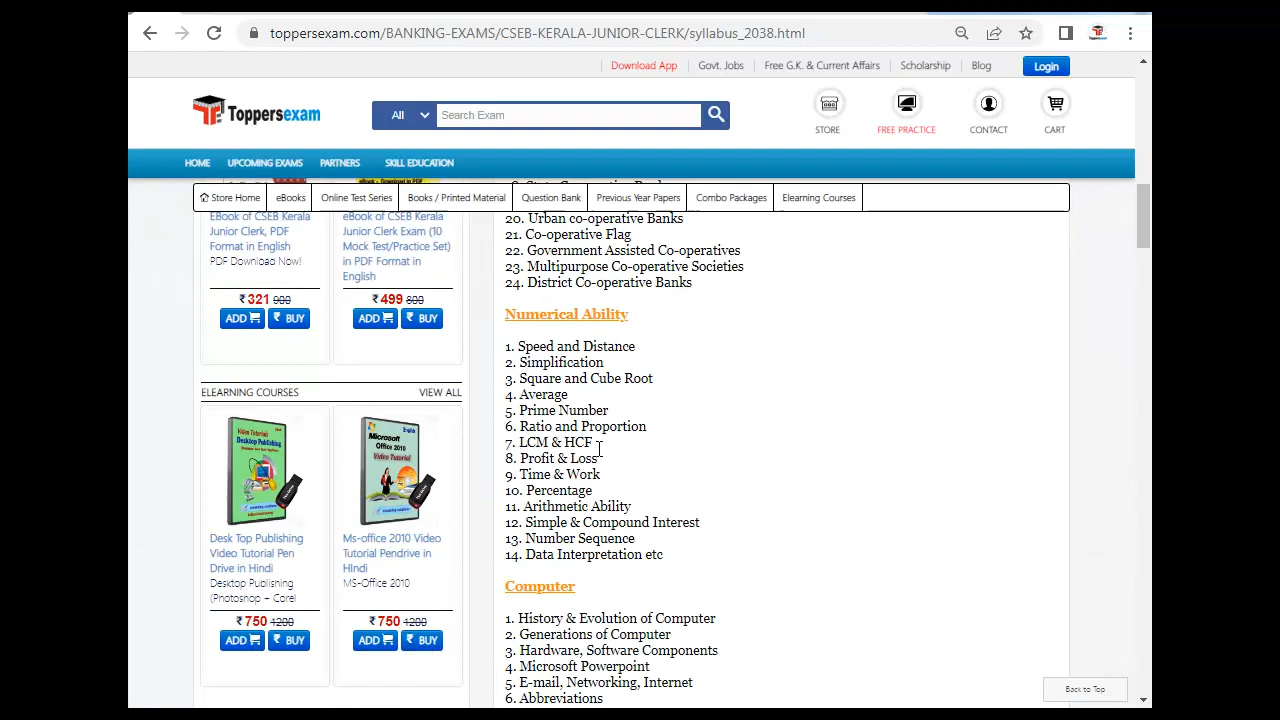 toppersexam.com/BANKING-EXAMS/CSEB-KERALA-JUNIOR-CLERK/syllabus_2038.html
Download App
Govt. Jobs
Free G.K. & Current Affairs
Scholarship
Blog
Login
Toppersexam
All
Search Exam
STORE
FREE PRACTICE
CONTACT
CART
HOME
UPCOMING EXAMS
PARTNERS
SKILL EDUCATION
Store Home
eBooks
Online Test Series
Books / Printed Material
Question Bank
Previous Year Papers
Combo Packages
Elearning Courses
EBook of CSEB Kerala
Junior Clerk, PDF
Format in English
PDF Download Now!
₹ 321 900
ADD
₹ BUY
eBook of CSEB Kerala
Junior Clerk Exam (10
Mock Test/Practice Set)
in PDF Format in
English
₹ 499 800
ADD
₹ BUY
ELEARNING COURSES
VIEW ALL
Desk Top Publishing
Video Tutorial Pen
Drive in Hindi
Desktop Publishing
(Photosnop + Corel
₹ 750 1200
ADD
₹ BUY
Ms-office 2010 Video
Tutorial Pendrive in
HIndi
MS-Office 2010
₹ 750 1200
ADD
₹ BUY
20. Urban co-operative Banks
21. Co-operative Flag
22. Government Assisted Co-operatives
23. Multipurpose Co-operative Societies
24. District Co-operative Banks
Numerical Ability
1. Speed and Distance
2. Simplification
3. Square and Cube Root
4. Average
5. Prime Number
6. Ratio and Proportion
7. LCM & HCF
8. Profit & Loss
9. Time & Work
10. Percentage
11. Arithmetic Ability
12. Simple & Compound Interest
13. Number Sequence
14. Data Interpretation etc
Computer
1. History & Evolution of Computer
2. Generations of Computer
3. Hardware, Software Components
4. Microsoft Powerpoint
5. E-mail, Networking, Internet
6. Abbreviations
Back to Top